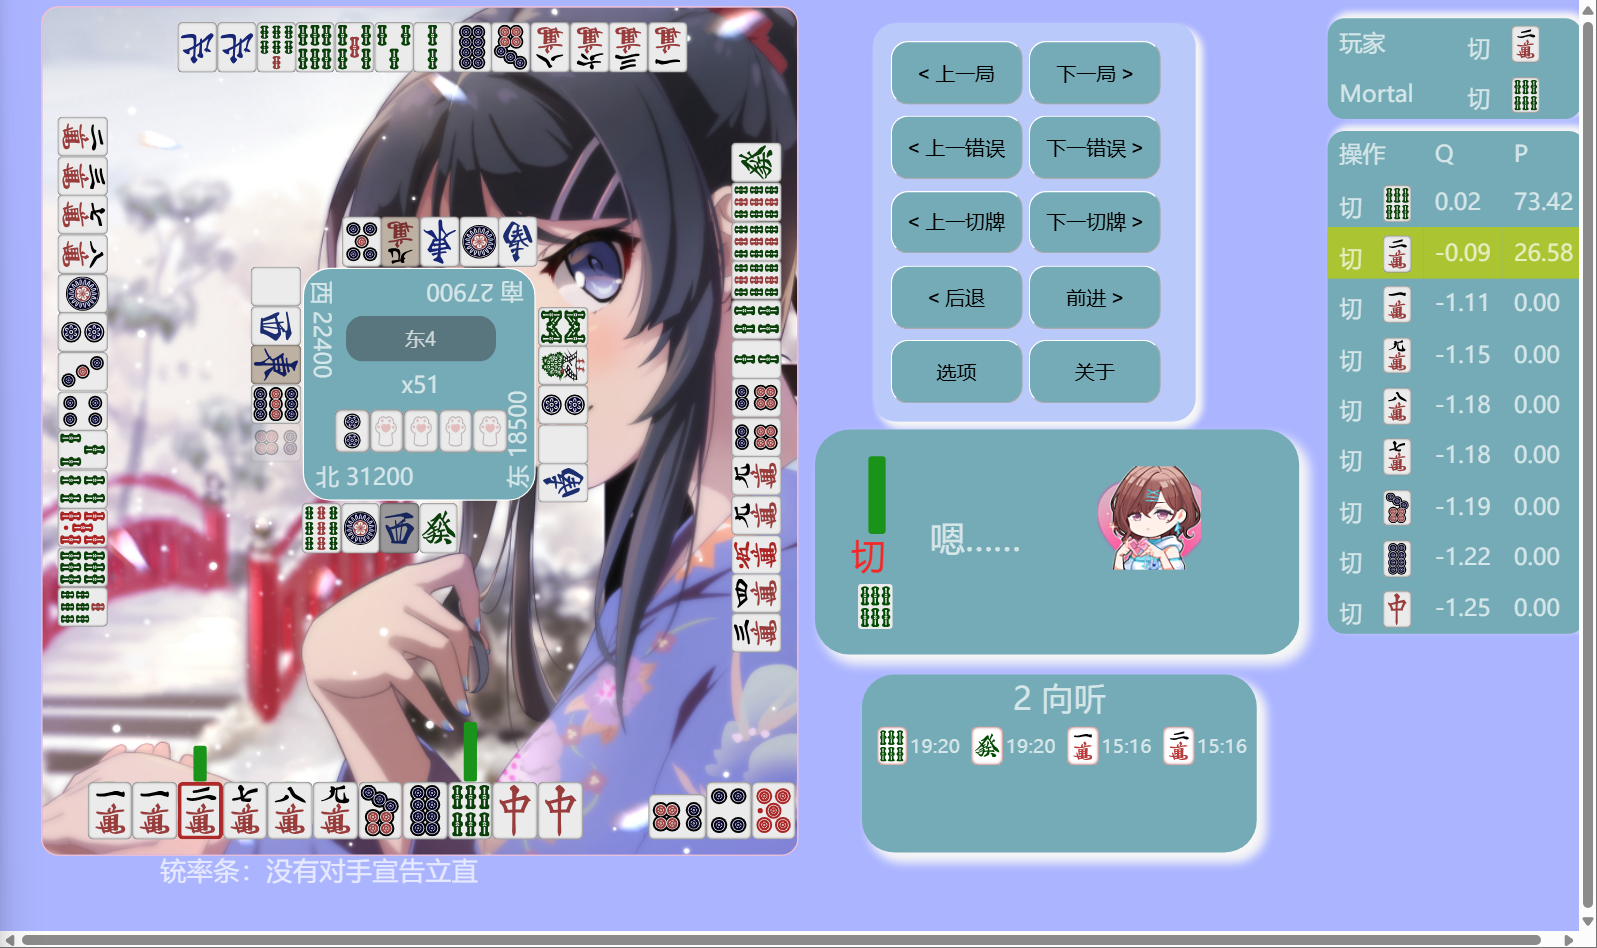 < 上一局
下一局 >
< 上一错误
下一错误 >
< 上一切牌
下一切牌 >
< 后退
前进 >
选项
关于
玩家 切
Mortal 切
操作 Q P
切 0.02 73.42
切 -0.09 26.58
切 -1.11 0.00
切 -1.15 0.00
切 -1.18 0.00
切 -1.18 0.00
切 -1.19 0.00
切 -1.22 0.00
切 -1.25 0.00
南 27900
西 22400
东4
x51
东 18500
北 31200
切
嗯……
2 向听
19:20 19:20 15:16 15:16
铳率条：没有对手宣告立直